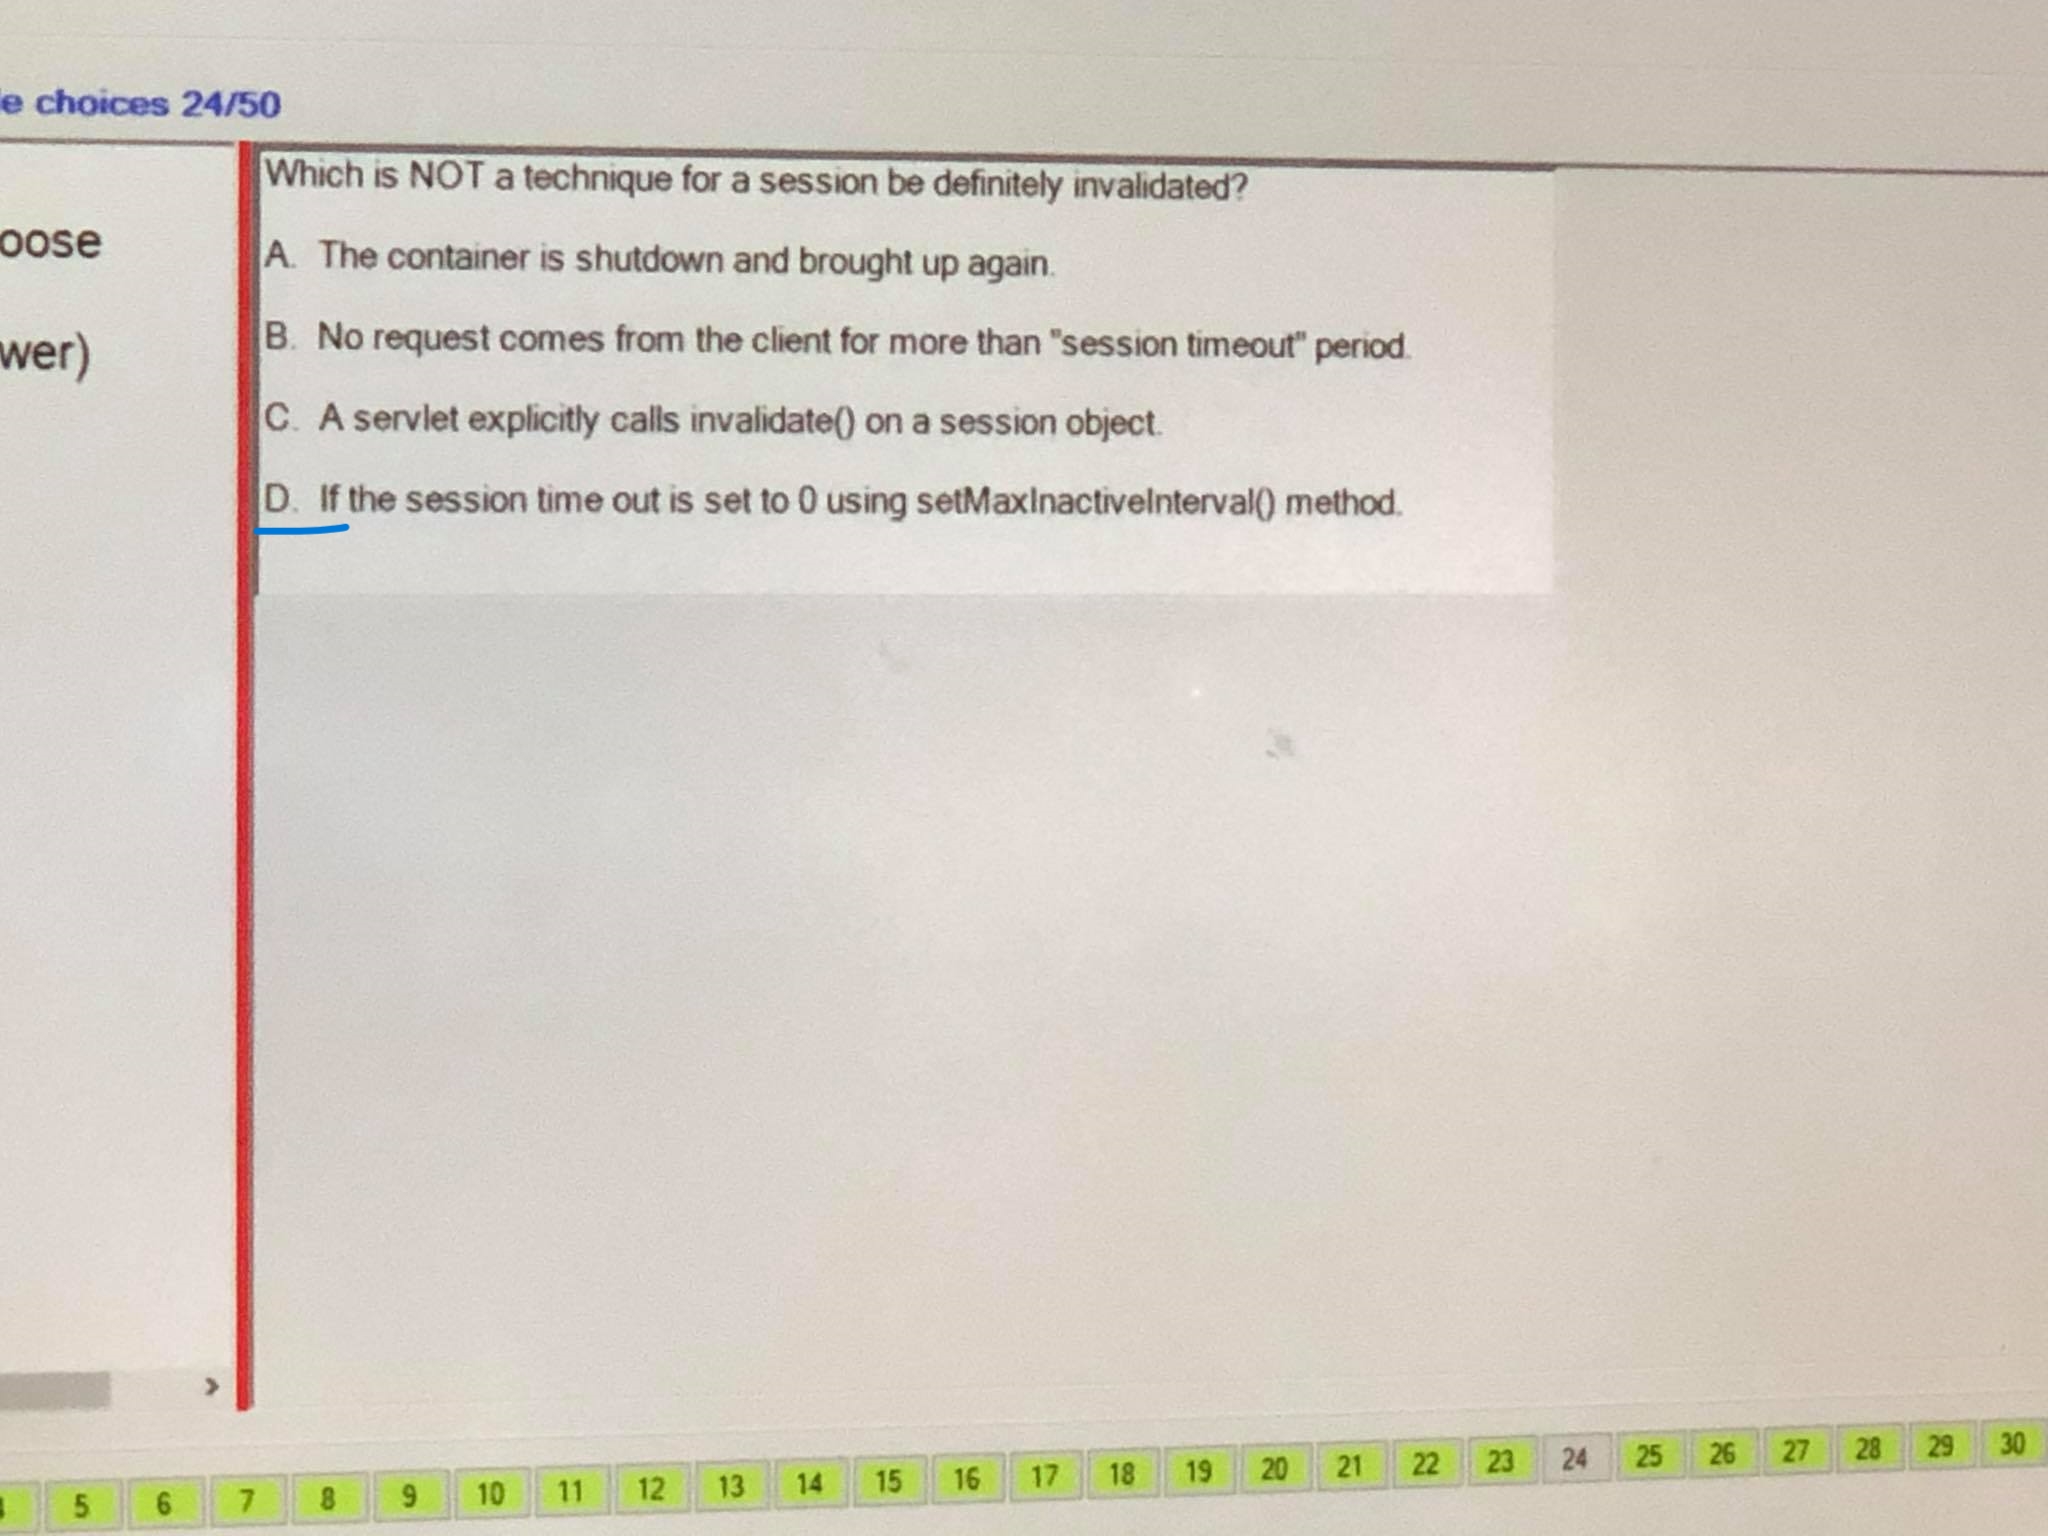 choices 24/50
Which is NOT a technique for a session be definitely invalidated?
A. The container is shutdown and brought up again.
B. No request comes from the client for more than "session timeout" period.
C. A servlet explicitly calls invalidate() on a session object.
D. If the session time out is set to 0 using setMaxInactiveInterval() method.
oose
wer)
5 6 7 8 9 10 11 12 13 14 15 16 17 18 19 20 21 22 23 24 25 26 27 28 29 30